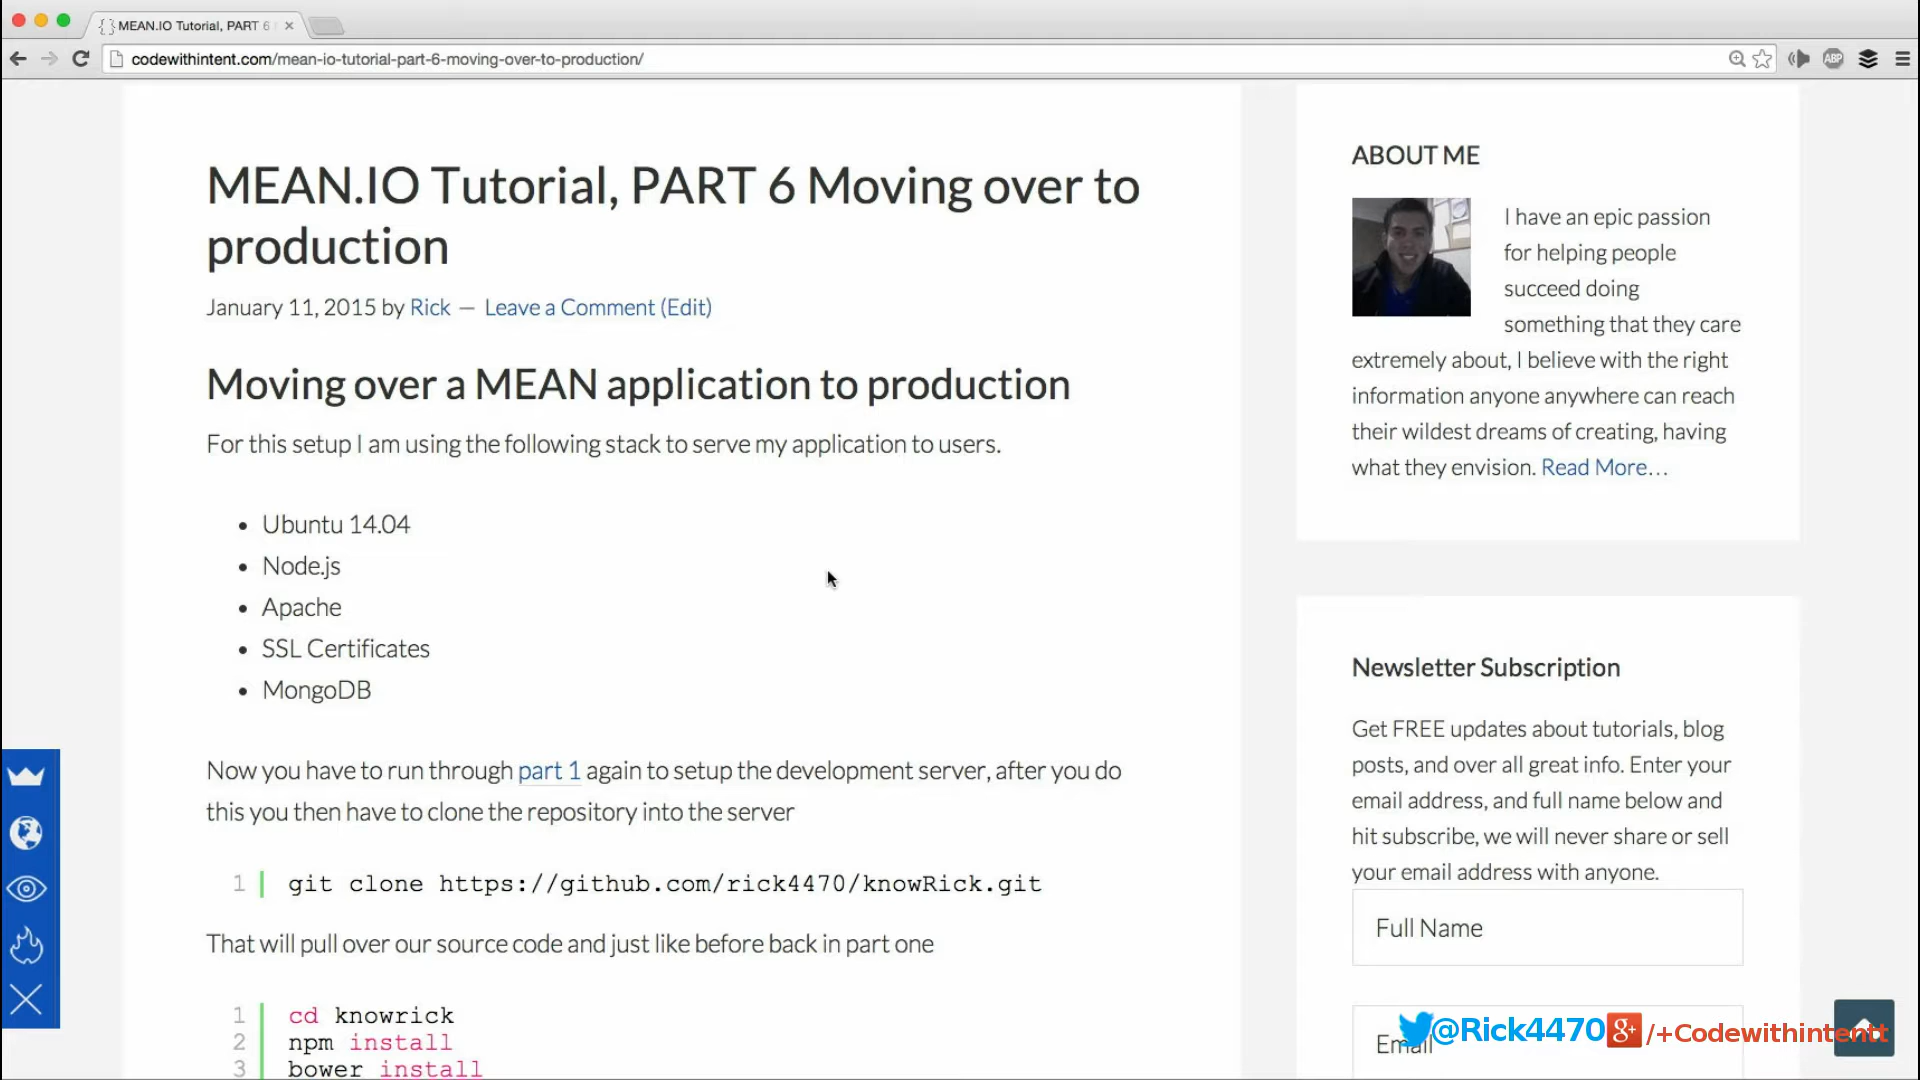 MEAN.IO Tutorial, PART 6
codewithintent.com/mean-io-tutorial-part-6-moving-over-to-production/
ABP
MEAN.IO Tutorial, PART 6 Moving over to
production
January 11, 2015 by Rick — Leave a Comment (Edit)
Moving over a MEAN application to production
For this setup I am using the following stack to serve my application to users.
• Ubuntu 14.04
• Node.js
• Apache
• SSL Certificates
• MongoDB
Now you have to run through part 1 again to setup the development server, after you do
this you then have to clone the repository into the server
1 git clone https://github.com/rick4470/knowRick.git
That will pull over our source code and just like before back in part one
1 cd knowrick
2 npm install
3 bower install
ABOUT ME
I have an epic passion
for helping people
succeed doing
something that they care
extremely about, I believe with the right
information anyone anywhere can reach
their wildest dreams of creating, having
what they envision. Read More…
Newsletter Subscription
Get FREE updates about tutorials, blog
posts, and over all great info. Enter your
email address, and full name below and
hit subscribe, we will never share or sell
your email address with anyone.
Full Name
Email
@Rick4470 g+ /+Codewithintentt